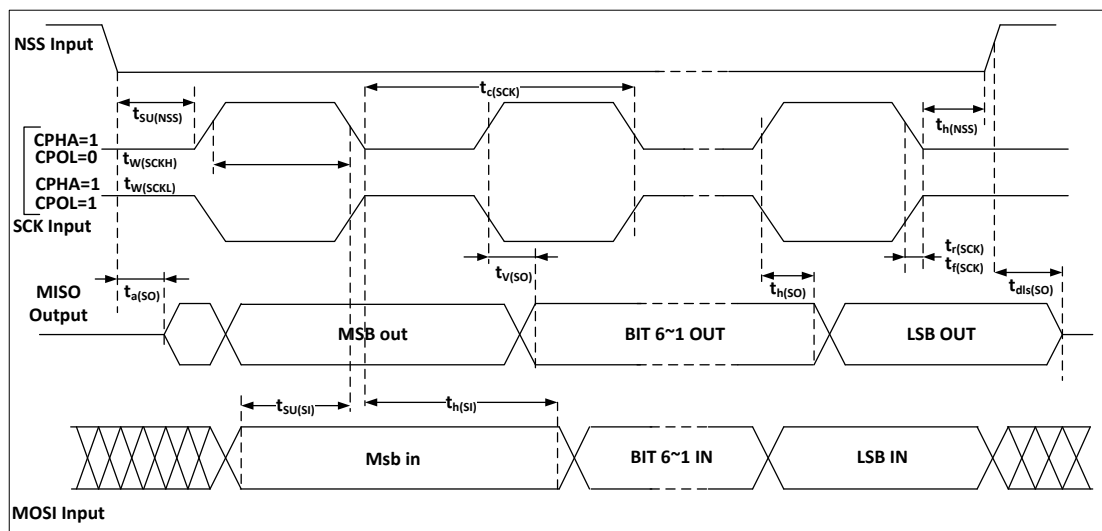 NSS Input
tc(SCK)
tSU(NSS)
th(NSS)
CPHA=1
CPOL=0
tW(SCKH)
CPHA=1
tW(SCKL)
CPOL=1
SCK Input
tr(SCK)
tf(SCK)
tV(SO)
ta(SO)
th(SO)
tdls(SO)
MISO
Output
MSB out
BIT 6~1 OUT
LSB OUT
tSU(SI)
th(SI)
Msb in
BIT 6~1 IN
LSB IN
MOSI Input